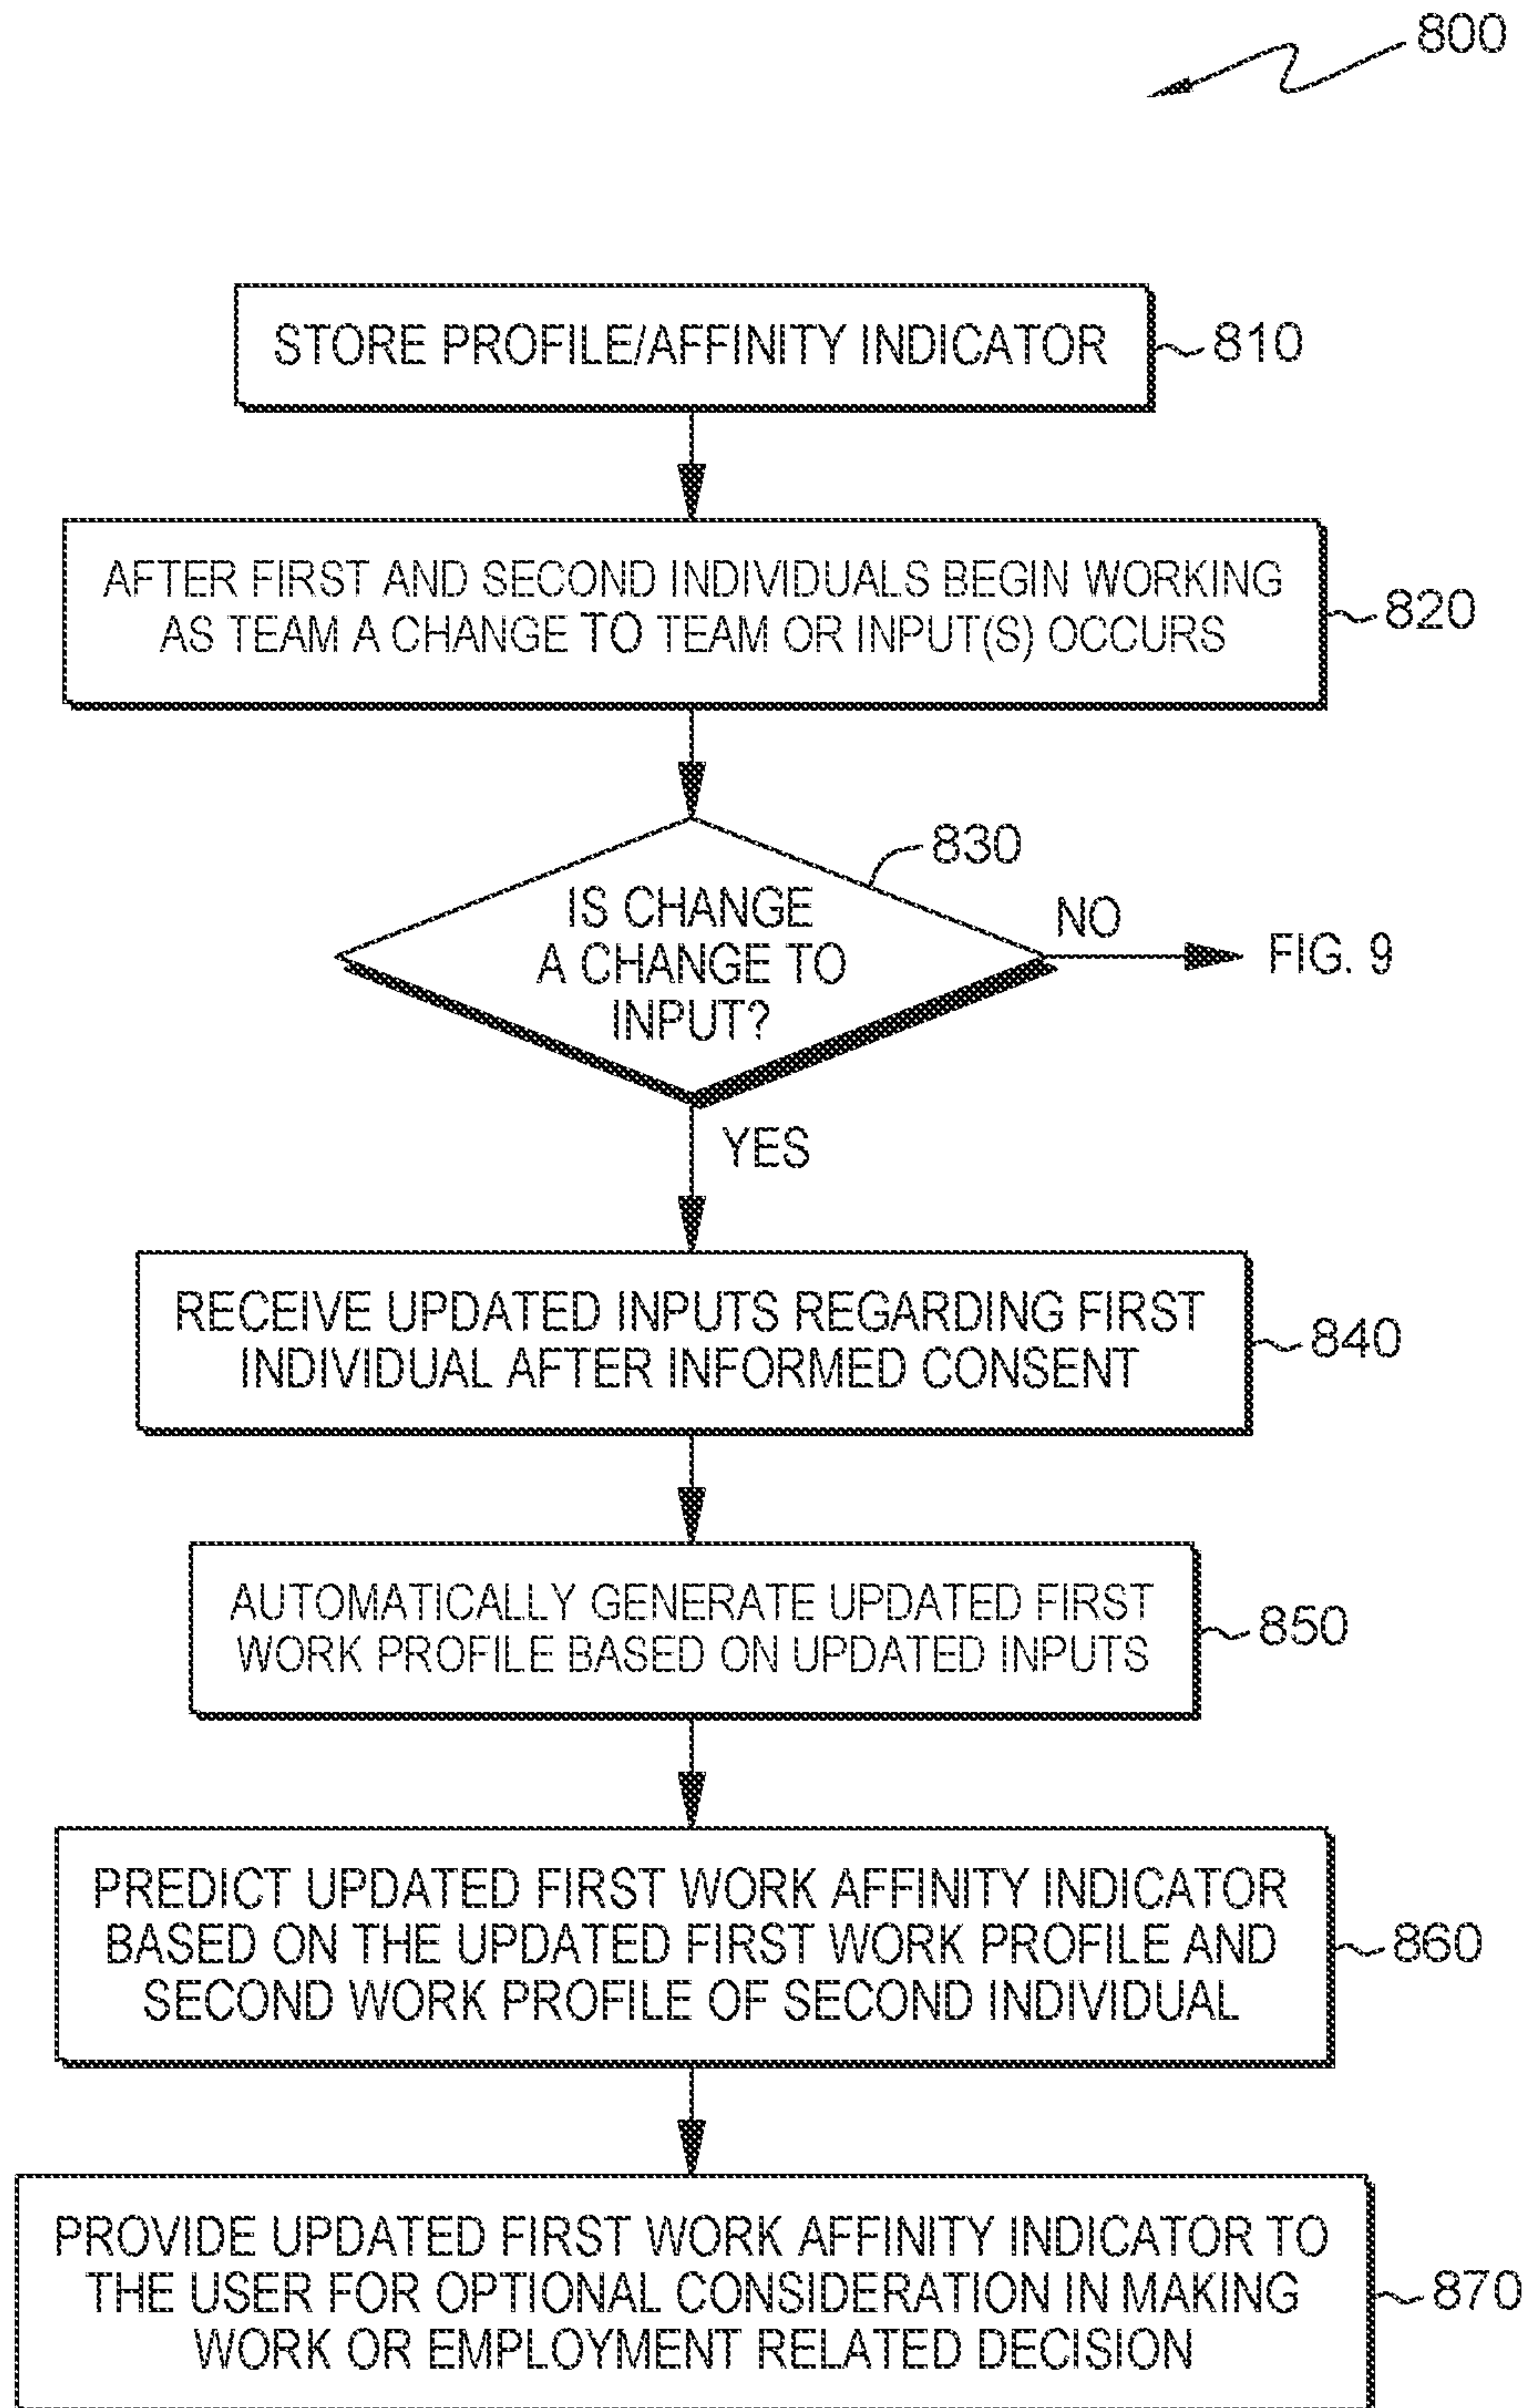 800
STORE PROFILE/AFFINITY INDICATOR
810
AFTER FIRST AND SECOND INDIVIDUALS BEGIN WORKING
AS TEAM A CHANGE TO TEAM OR INPUT(S) OCCURS
820
830
IS CHANGE
A CHANGE TO
INPUT?
NO
FIG. 9
YES
RECEIVE UPDATED INPUTS REGARDING FIRST
INDIVIDUAL AFTER INFORMED CONSENT
840
AUTOMATICALLY GENERATE UPDATED FIRST
WORK PROFILE BASED ON UPDATED INPUTS
850
PREDICT UPDATED FIRST WORK AFFINITY INDICATOR
BASED ON THE UPDATED FIRST WORK PROFILE AND
SECOND WORK PROFILE OF SECOND INDIVIDUAL
860
PROVIDE UPDATED FIRST WORK AFFINITY INDICATOR TO
THE USER FOR OPTIONAL CONSIDERATION IN MAKING
WORK OR EMPLOYMENT RELATED DECISION
870